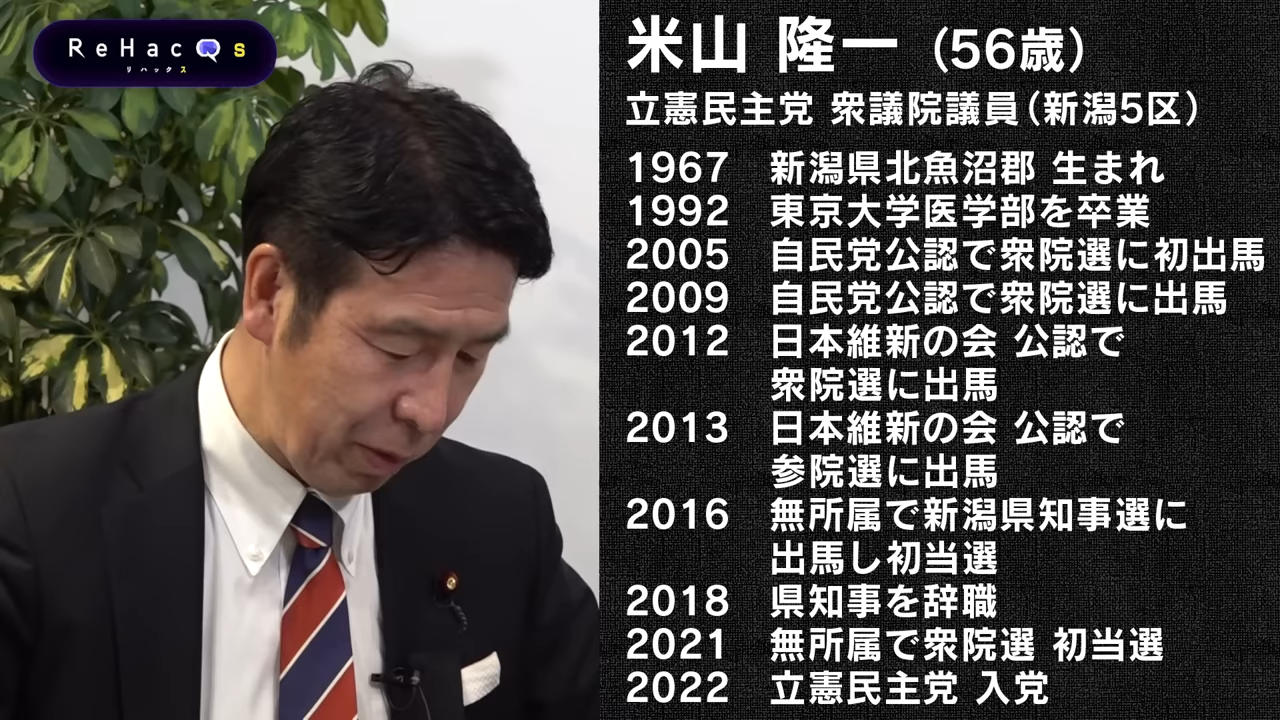 ReHacQs
リハックス
米山 隆一 （56歳）
立憲民主党 衆議院議員（新潟5区）
1967 新潟県北魚沼郡 生まれ
1992 東京大学医学部を卒業
2005 自民党公認で衆院選に初出馬
2009 自民党公認で衆院選に出馬
2012 日本維新の会 公認で
衆院選に出馬
2013 日本維新の会 公認で
参院選に出馬
2016 無所属で新潟県知事選に
出馬し初当選
2018 県知事を辞職
2021 無所属で衆院選 初当選
2022 立憲民主党 入党